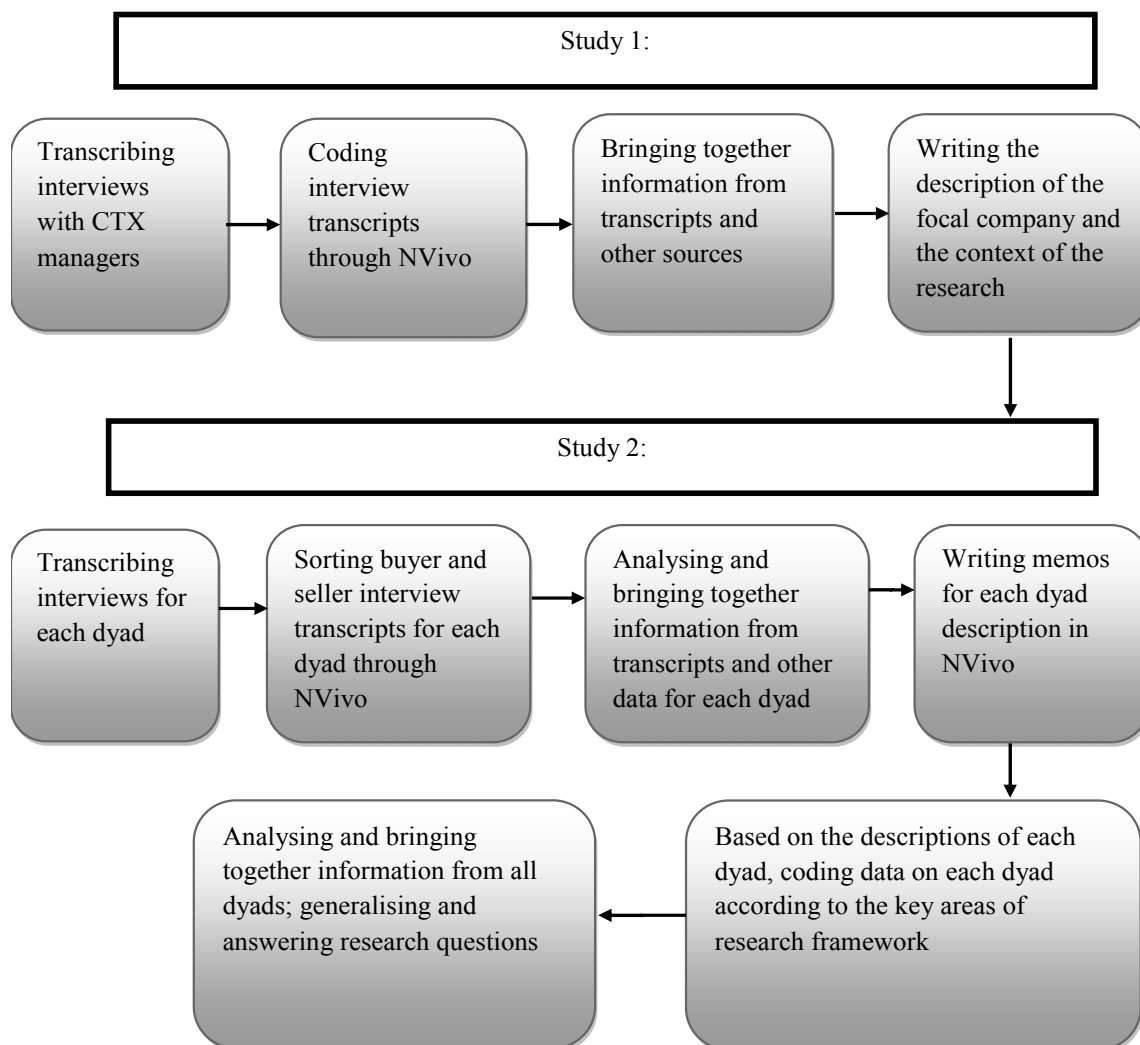 Study 1:
Transcribing
interviews
with CTX
managers
Coding
interview
transcripts
through NVivo
Bringing together
information from
transcripts and
other sources
Writing the
description of the
focal company and
the context of the
research
Study 2:
Transcribing
interviews for
each dyad
Sorting buyer and
seller interview
transcripts for each
dyad through
NVivo
Analysing and
bringing together
information from
transcripts and other
data for each dyad
Writing memos
for each dyad
description in
NVivo
Based on the descriptions of each
dyad, coding data on each dyad
according to the key areas of
research framework
Analysing and bringing
together information from all
dyads; generalising and
answering research questions